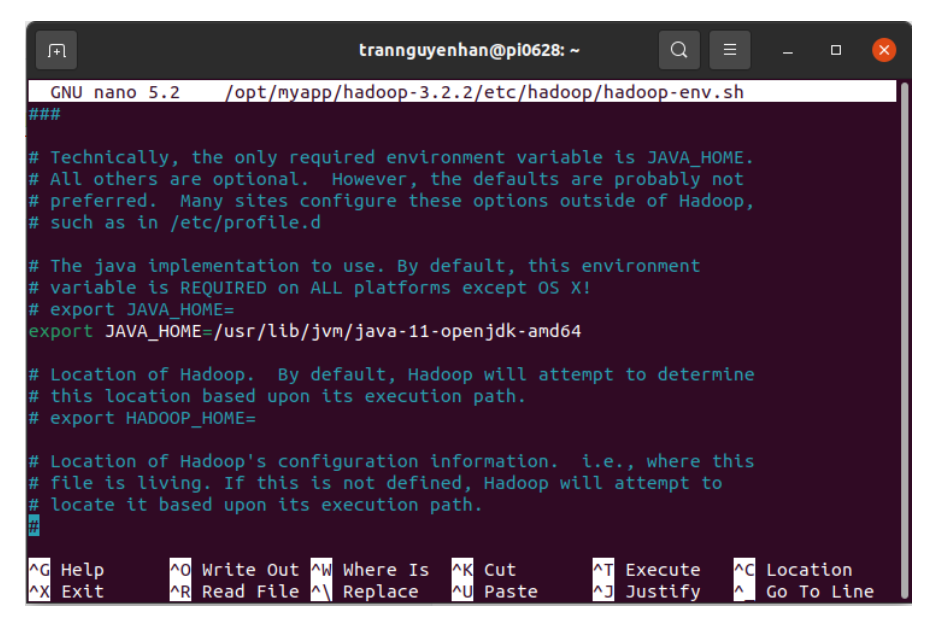 trannguyenhan@pi0628: ~
GNU nano 5.2 /opt/myapp/hadoop-3.2.2/etc/hadoop/hadoop-env.sh
###
# Technically, the only required environment variable is JAVA_HOME.
# All others are optional.  However, the defaults are probably not
# preferred.  Many sites configure these options outside of Hadoop,
# such as in /etc/profile.d
# The java implementation to use. By default, this environment
# variable is REQUIRED on ALL platforms except OS X!
# export JAVA_HOME=
export JAVA_HOME=/usr/lib/jvm/java-11-openjdk-amd64
# Location of Hadoop.  By default, Hadoop will attempt to determine
# this location based upon its execution path.
# export HADOOP_HOME=
# Location of Hadoop's configuration information.  i.e., where this
# file is living. If this is not defined, Hadoop will attempt to
# locate it based upon its execution path.
#
^G Help ^O Write Out ^W Where Is ^K Cut ^T Execute ^C Location
^X Exit ^R Read File ^\ Replace ^U Paste ^J Justify ^_ Go To Line